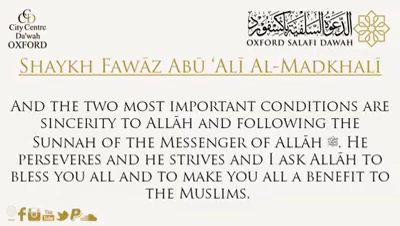 City Centre
Da'wah
OXFORD
الدعوة السلفية بأكسفورد
OXFORD SALAFI DAWAH
SHAYKH FAWĀZ ABŪ ‘ALĪ AL-MADKHALĪ
AND THE TWO MOST IMPORTANT CONDITIONS ARE
SINCERITY TO ALLĀH AND FOLLOWING THE
SUNNAH OF THE MESSENGER OF ALLĀH ﷺ. HE
PERSEVERES AND HE STRIVES AND I ASK ALLĀH TO
BLESS YOU ALL AND TO MAKE YOU ALL A BENEFIT TO
THE MUSLIMS.